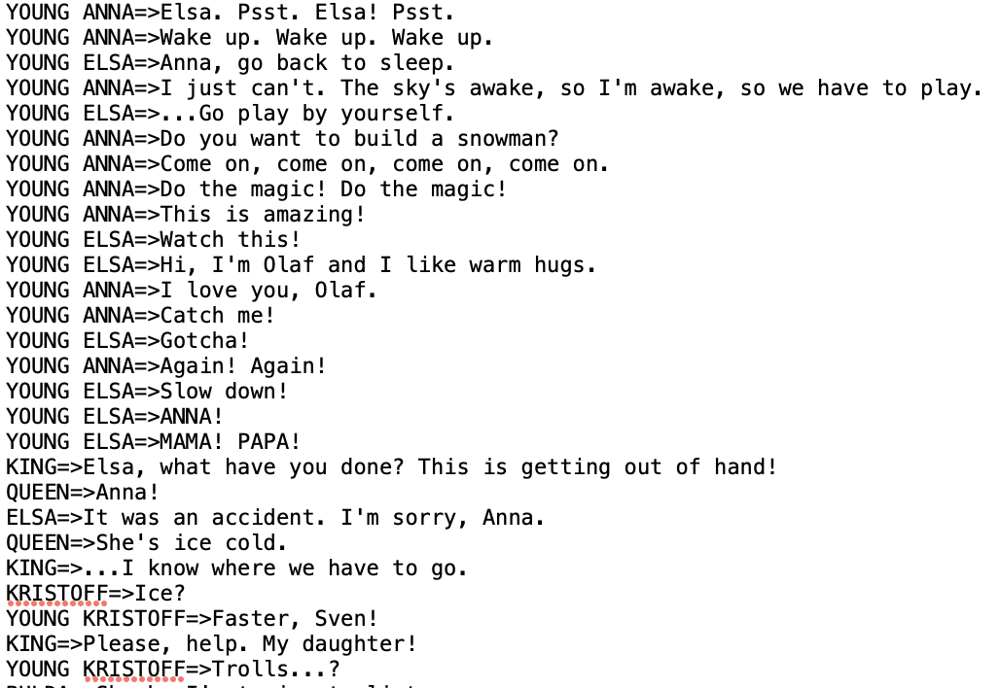 YOUNG ANNA=>Elsa. Psst. Elsa! Psst.
YOUNG ANNA=>Wake up. Wake up. Wake up.
YOUNG ELSA=>Anna, go back to sleep.
YOUNG ANNA=>I just can't. The sky's awake, so I'm awake, so we have to play.
YOUNG ELSA=>...Go play by yourself.
YOUNG ANNA=>Do you want to build a snowman?
YOUNG ANNA=>Come on, come on, come on, come on.
YOUNG ANNA=>Do the magic! Do the magic!
YOUNG ANNA=>This is amazing!
YOUNG ELSA=>Watch this!
YOUNG ELSA=>Hi, I'm Olaf and I like warm hugs.
YOUNG ANNA=>I love you, Olaf.
YOUNG ANNA=>Catch me!
YOUNG ELSA=>Gotcha!
YOUNG ANNA=>Again! Again!
YOUNG ELSA=>Slow down!
YOUNG ELSA=>ANNA!
YOUNG ELSA=>MAMA! PAPA!
KING=>Elsa, what have you done? This is getting out of hand!
QUEEN=>Anna!
ELSA=>It was an accident. I'm sorry, Anna.
QUEEN=>She's ice cold.
KING=>...I know where we have to go.
KRISTOFF=>Ice?
YOUNG KRISTOFF=>Faster, Sven!
KING=>Please, help. My daughter!
YOUNG KRISTOFF=>Trolls...?